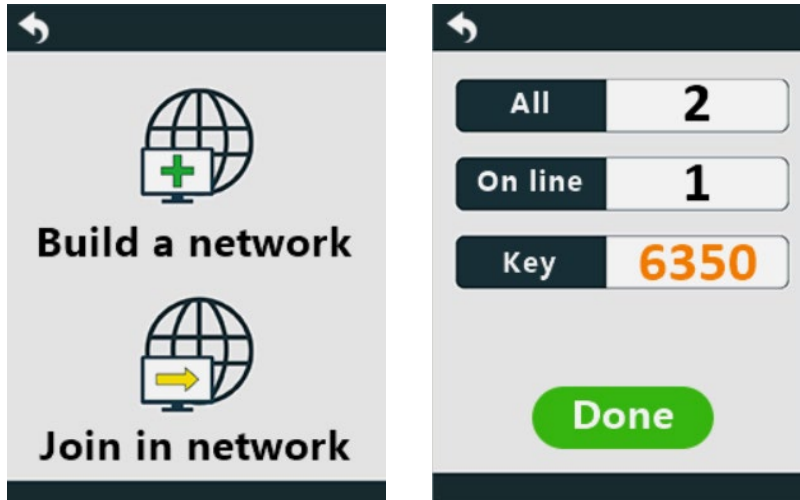 Build a network
Join in network
All 2
On line 1
Key 6350
Done